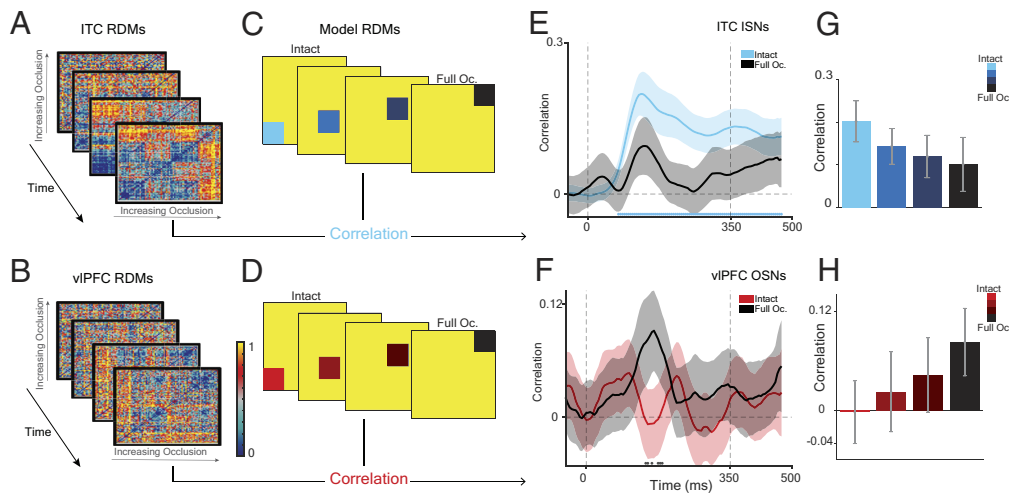 A
ITC RDMs
Increasing Occlusion
Time
Increasing Occlusion
C
Model RDMs
Intact
Full Oc.
Correlation
E
ITC ISNs
0.3
Intact
Full Oc.
Correlation
0
0
350
500
G
Intact
Full Oc
0.3
Correlation
0
B
vlPFC RDMs
Increasing Occlusion
Time
Increasing Occlusion
1
0
D
Intact
Full Oc.
Correlation
F
vlPFC OSNs
0.12
Intact
Full Oc.
Correlation
0
0
350
500
Time (ms)
H
Intact
Full Oc
0.12
Correlation
0
-0.04